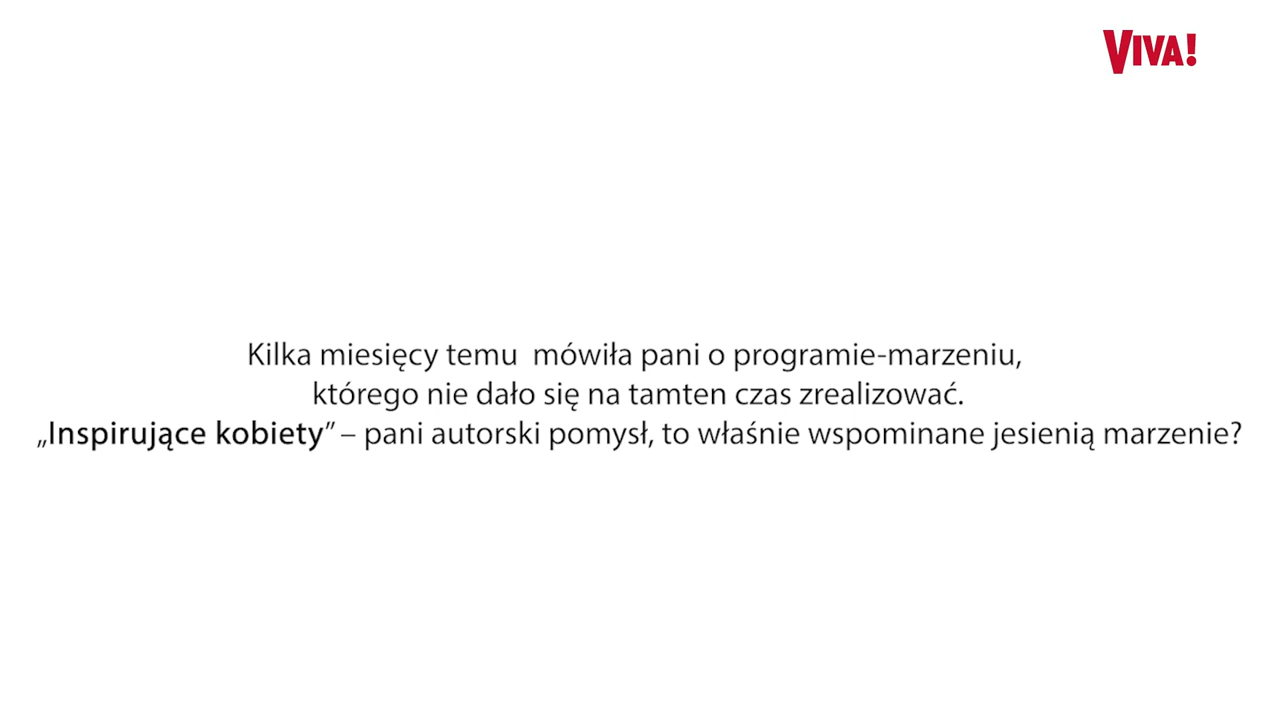 VIVA!
Kilka miesięcy temu  mówiła pani o programie-marzeniu,
którego nie dało się na tamten czas zrealizować.
„Inspirujące kobiety” – pani autorski pomysł, to właśnie wspominane jesienią marzenie?